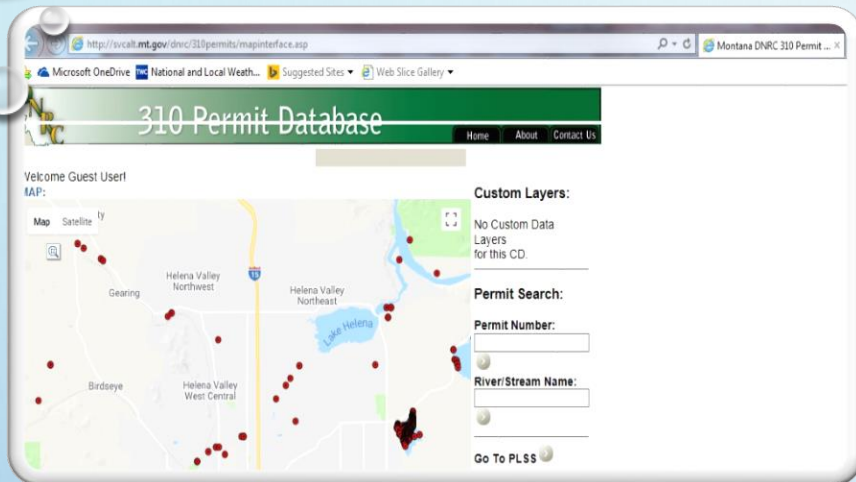 http://svcalt.mt.gov/dnrc/310permits/mapinterface.asp
Montana DNRC 310 Permit ...
Microsoft OneDrive
National and Local Weath...
Suggested Sites
Web Slice Gallery
310 Permit Database
Home About Contact Us
Welcome Guest User!
MAP:
Map Satellite
Helena Valley
Northwest
15
Gearing
Helena Valley
Northeast
Lake Helena
Birdseye
Helena Valley
West Central
Custom Layers:
No Custom Data
Layers
for this CD.
Permit Search:
Permit Number:
River/Stream Name:
Go To PLSS